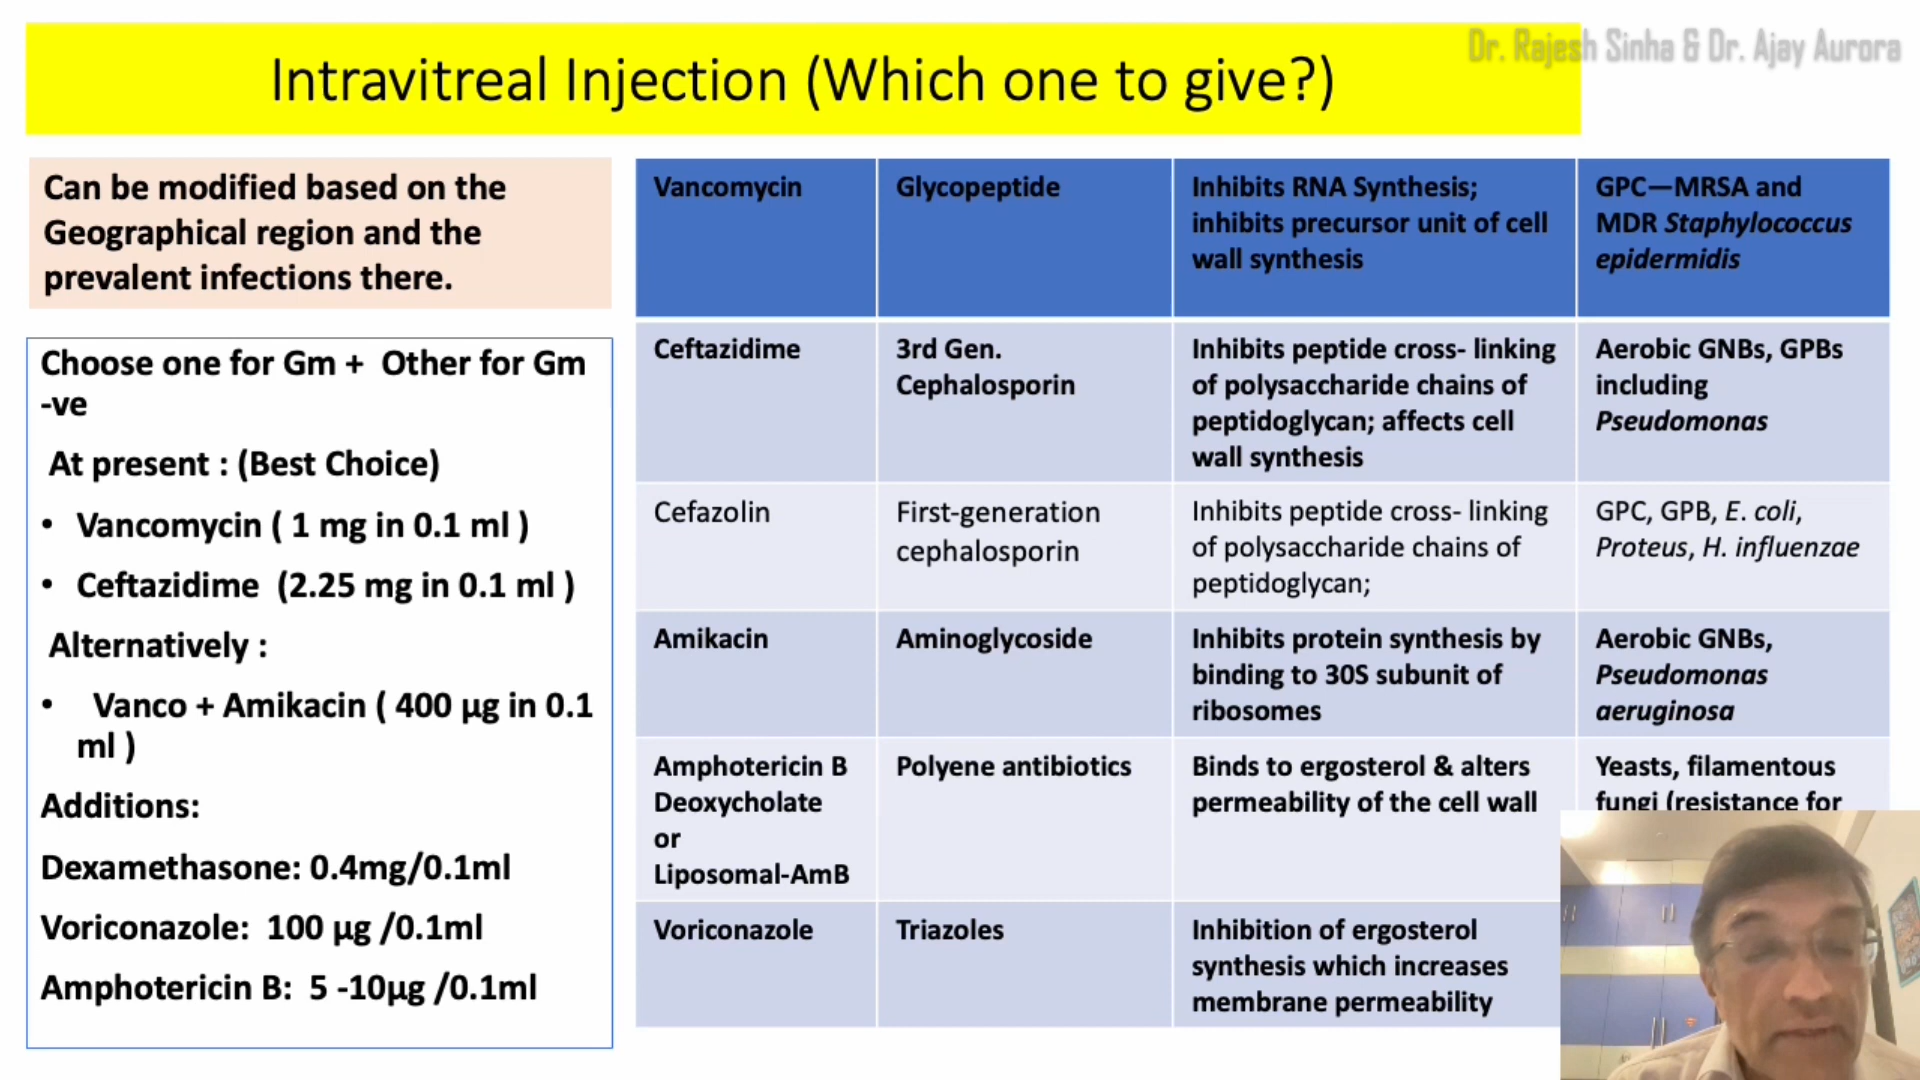 Dr. Rajesh Sinha & Dr. Ajay Aurora
Intravitreal Injection (Which one to give?)
Can be modified based on the
Geographical region and the
prevalent infections there.
Choose one for Gm + Other for Gm
-ve
At present : (Best Choice)
• Vancomycin ( 1 mg in 0.1 ml )
• Ceftazidime (2.25 mg in 0.1 ml )
Alternatively :
• Vanco + Amikacin ( 400 µg in 0.1
ml )
Additions:
Dexamethasone: 0.4mg/0.1ml
Voriconazole: 100 µg /0.1ml
Amphotericin B: 5 -10µg /0.1ml
Vancomycin
Glycopeptide
Inhibits RNA Synthesis;
inhibits precursor unit of cell
wall synthesis
GPC—MRSA and
MDR Staphylococcus
epidermidis
Ceftazidime
3rd Gen.
Cephalosporin
Inhibits peptide cross- linking
of polysaccharide chains of
peptidoglycan; affects cell
wall synthesis
Aerobic GNBs, GPBs
including
Pseudomonas
Cefazolin
First-generation
cephalosporin
Inhibits peptide cross- linking
of polysaccharide chains of
peptidoglycan;
GPC, GPB, E. coli,
Proteus, H. influenzae
Amikacin
Aminoglycoside
Inhibits protein synthesis by
binding to 30S subunit of
ribosomes
Aerobic GNBs,
Pseudomonas
aeruginosa
Amphotericin B
Deoxycholate
or
Liposomal-AmB
Polyene antibiotics
Binds to ergosterol & alters
permeability of the cell wall
Yeasts, filamentous
fungi (resistance for
Voriconazole
Triazoles
Inhibition of ergosterol
synthesis which increases
membrane permeability